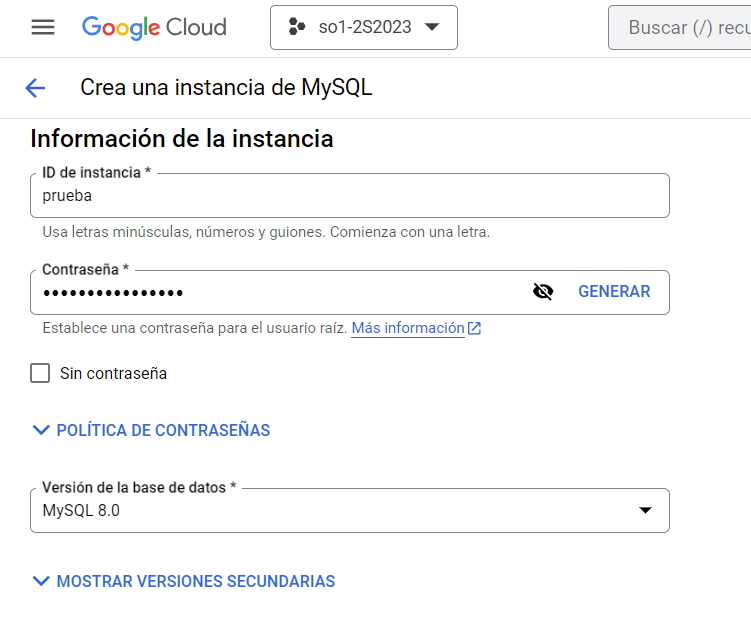 Google Cloud
so1-2S2023
Buscar (/) recu
Crea una instancia de MySQL
Información de la instancia
ID de instancia *
prueba
Usa letras minúsculas, números y guiones. Comienza con una letra.
Contraseña *
••••••••••••••••
GENERAR
Establece una contraseña para el usuario raíz. Más información
Sin contraseña
POLÍTICA DE CONTRASEÑAS
Versión de la base de datos *
MySQL 8.0
MOSTRAR VERSIONES SECUNDARIAS